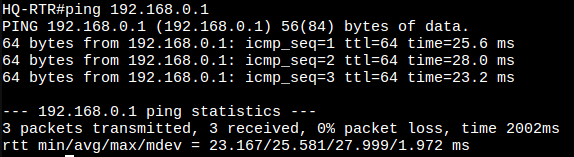 HQ-RTR#ping 192.168.0.1
PING 192.168.0.1 (192.168.0.1) 56(84) bytes of data.
64 bytes from 192.168.0.1: icmp_seq=1 ttl=64 time=25.6 ms
64 bytes from 192.168.0.1: icmp_seq=2 ttl=64 time=28.0 ms
64 bytes from 192.168.0.1: icmp_seq=3 ttl=64 time=23.2 ms

--- 192.168.0.1 ping statistics ---
3 packets transmitted, 3 received, 0% packet loss, time 2002ms
rtt min/avg/max/mdev = 23.167/25.581/27.999/1.972 ms